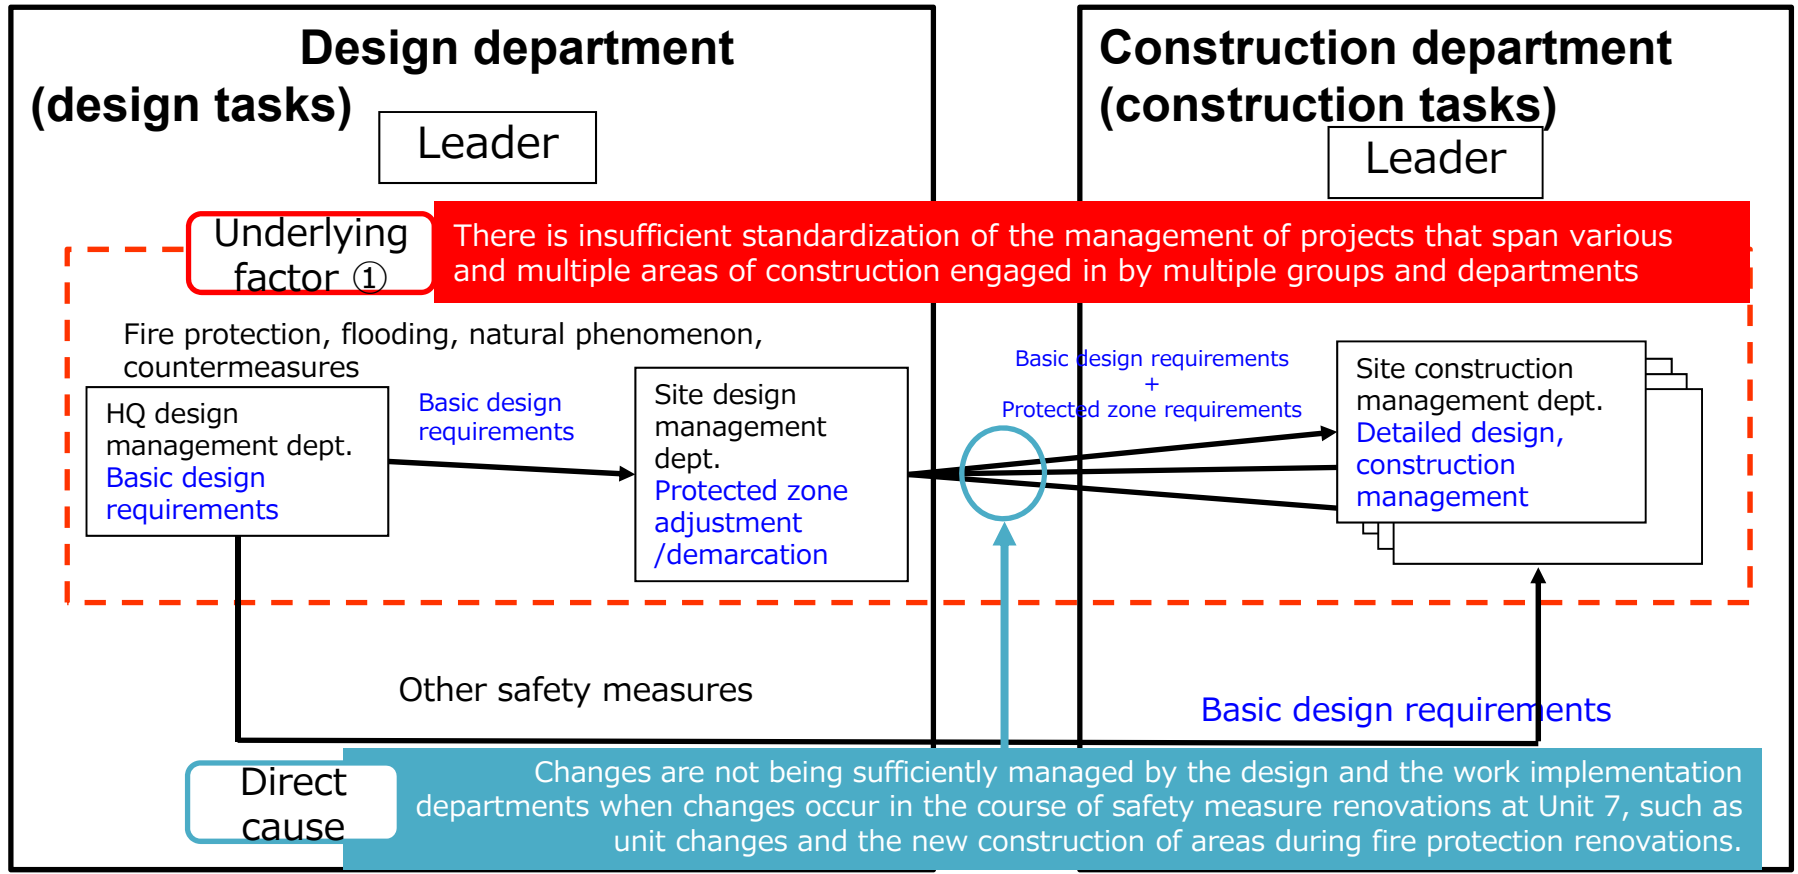 Design department
(design tasks)
Leader
Construction department
(construction tasks)
Leader
Underlying
factor ①
There is insufficient standardization of the management of projects that span various
and multiple areas of construction engaged in by multiple groups and departments
Fire protection, flooding, natural phenomenon,
countermeasures
HQ design
management dept.
Basic design
requirements
Basic design
requirements
Site design
management
dept.
Protected zone
adjustment
/demarcation
Basic design requirements
+
Protected zone requirements
Site construction
management dept.
Detailed design,
construction
management
Other safety measures
Basic design requirements
Direct
cause
Changes are not being sufficiently managed by the design and the work implementation
departments when changes occur in the course of safety measure renovations at Unit 7, such as
unit changes and the new construction of areas during fire protection renovations.